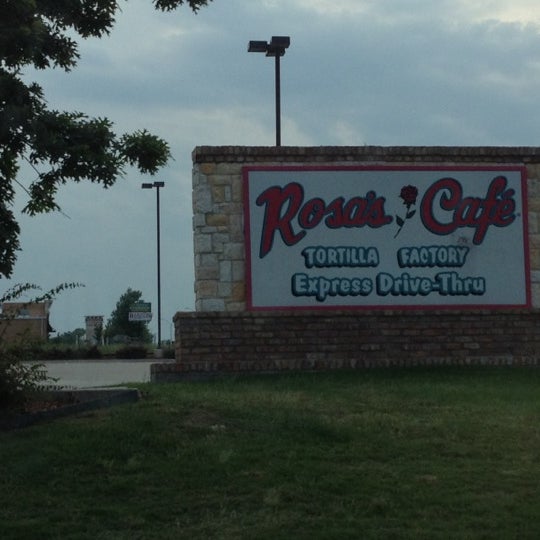 Rosa's Café
TORTILLA FACTORY
Express Drive-Thru